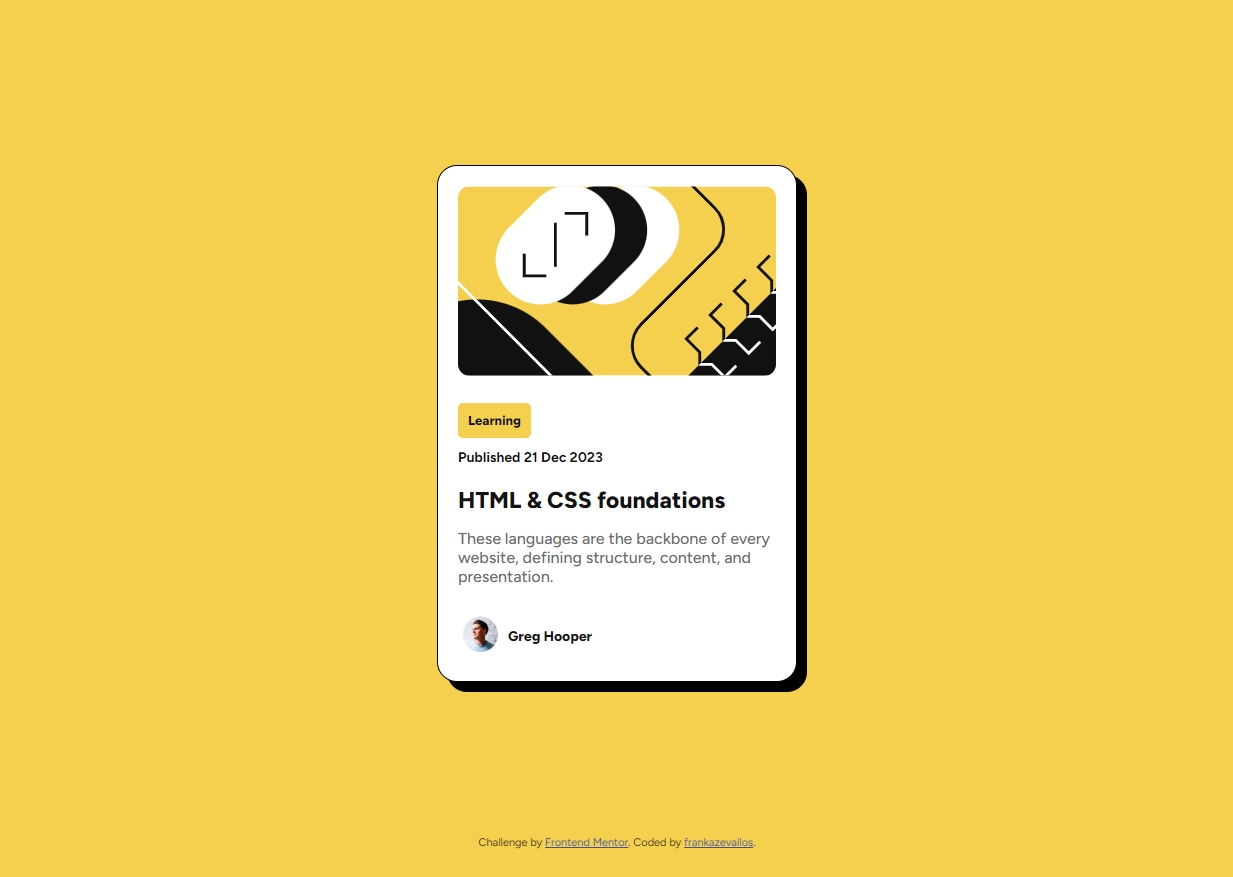 Learning
Published 21 Dec 2023
HTML & CSS foundations
These languages are the backbone of every
website, defining structure, content, and
presentation.
Greg Hooper
Challenge by Frontend Mentor. Coded by frankazevallos.